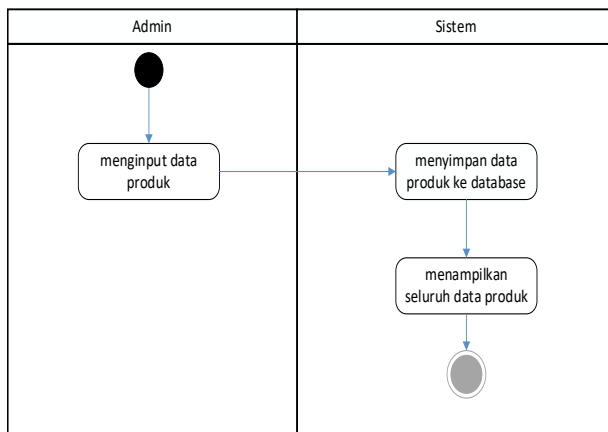 Admin
Sistem
menginput data
produk
menyimpan data
produk ke database
menampilkan
seluruh data produk